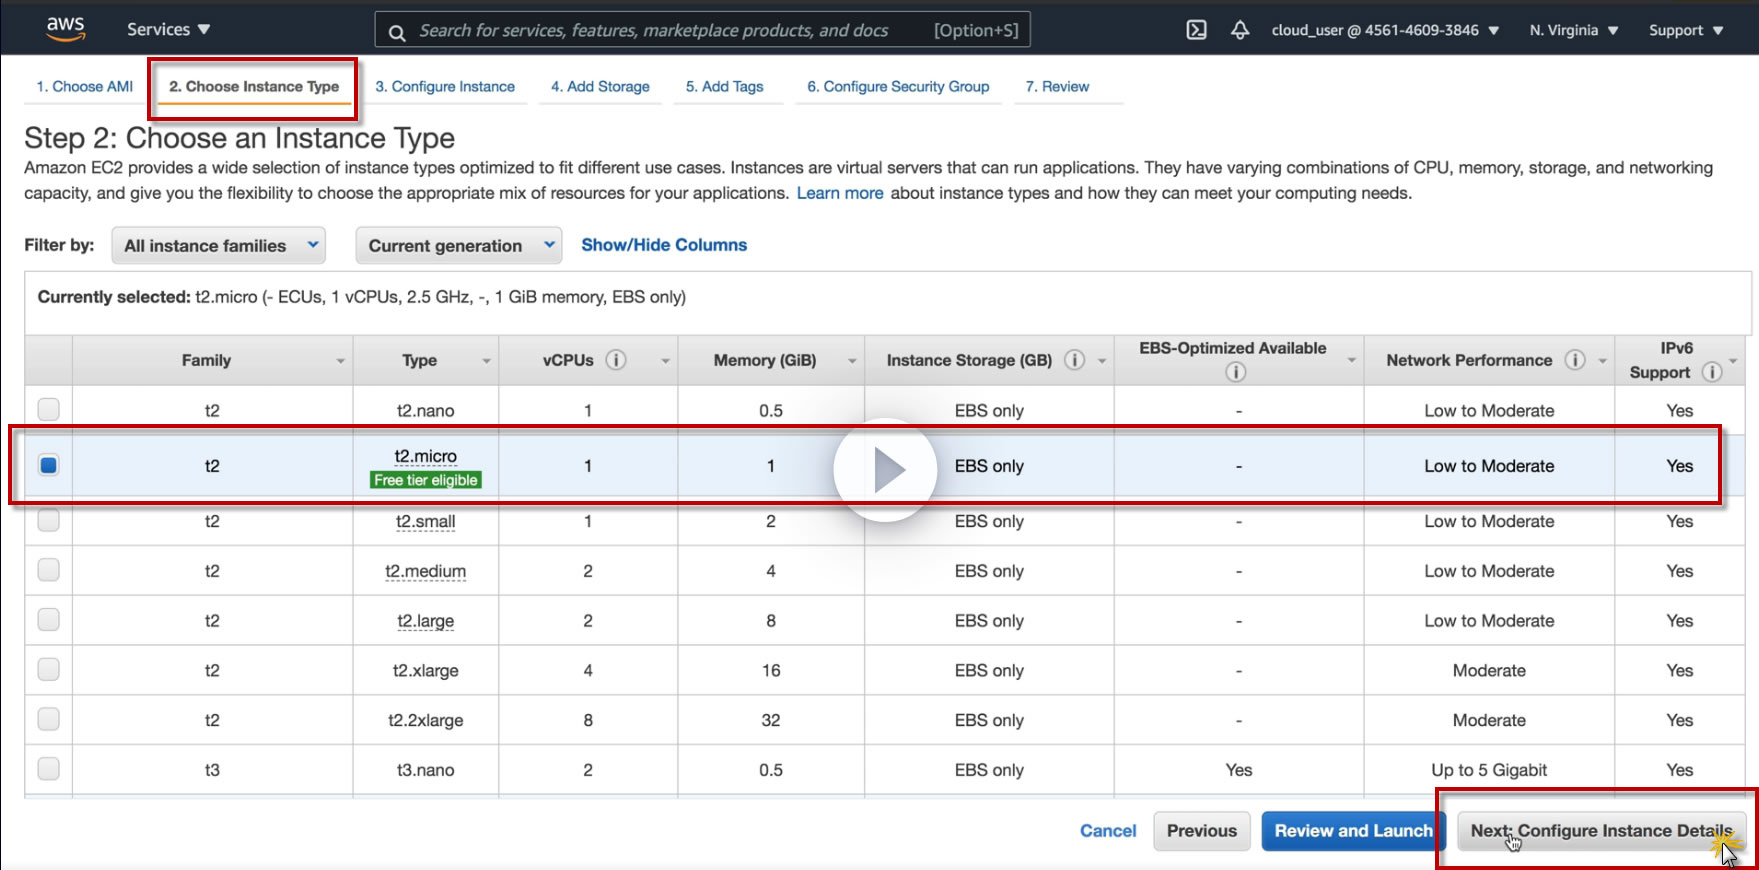 aws Services Search for services, features, marketplace products, and docs [Option+S] cloud_user @ 4561-4609-3846 N. Virginia Support
1. Choose AMI 2. Choose Instance Type 3. Configure Instance 4. Add Storage 5. Add Tags 6. Configure Security Group 7. Review
Step 2: Choose an Instance Type
Amazon EC2 provides a wide selection of instance types optimized to fit different use cases. Instances are virtual servers that can run applications. They have varying combinations of CPU, memory, storage, and networking
capacity, and give you the flexibility to choose the appropriate mix of resources for your applications. Learn more about instance types and how they can meet your computing needs.
Filter by: All instance families Current generation Show/Hide Columns
Currently selected: t2.micro (- ECUs, 1 vCPUs, 2.5 GHz, -, 1 GiB memory, EBS only)
Family Type vCPUs i Memory (GiB) Instance Storage (GB) i EBS-Optimized Available i Network Performance i IPv6 Support i
t2 t2.nano 1 0.5 EBS only - Low to Moderate Yes
t2 t2.micro 1 1 EBS only - Low to Moderate Yes
Free tier eligible
t2 t2.small 1 2 EBS only - Low to Moderate Yes
t2 t2.medium 2 4 EBS only - Low to Moderate Yes
t2 t2.large 2 8 EBS only - Low to Moderate Yes
t2 t2.xlarge 4 16 EBS only - Moderate Yes
t2 t2.2xlarge 8 32 EBS only - Moderate Yes
t3 t3.nano 2 0.5 EBS only Yes Up to 5 Gigabit Yes
Cancel Previous Review and Launch Next: Configure Instance Details